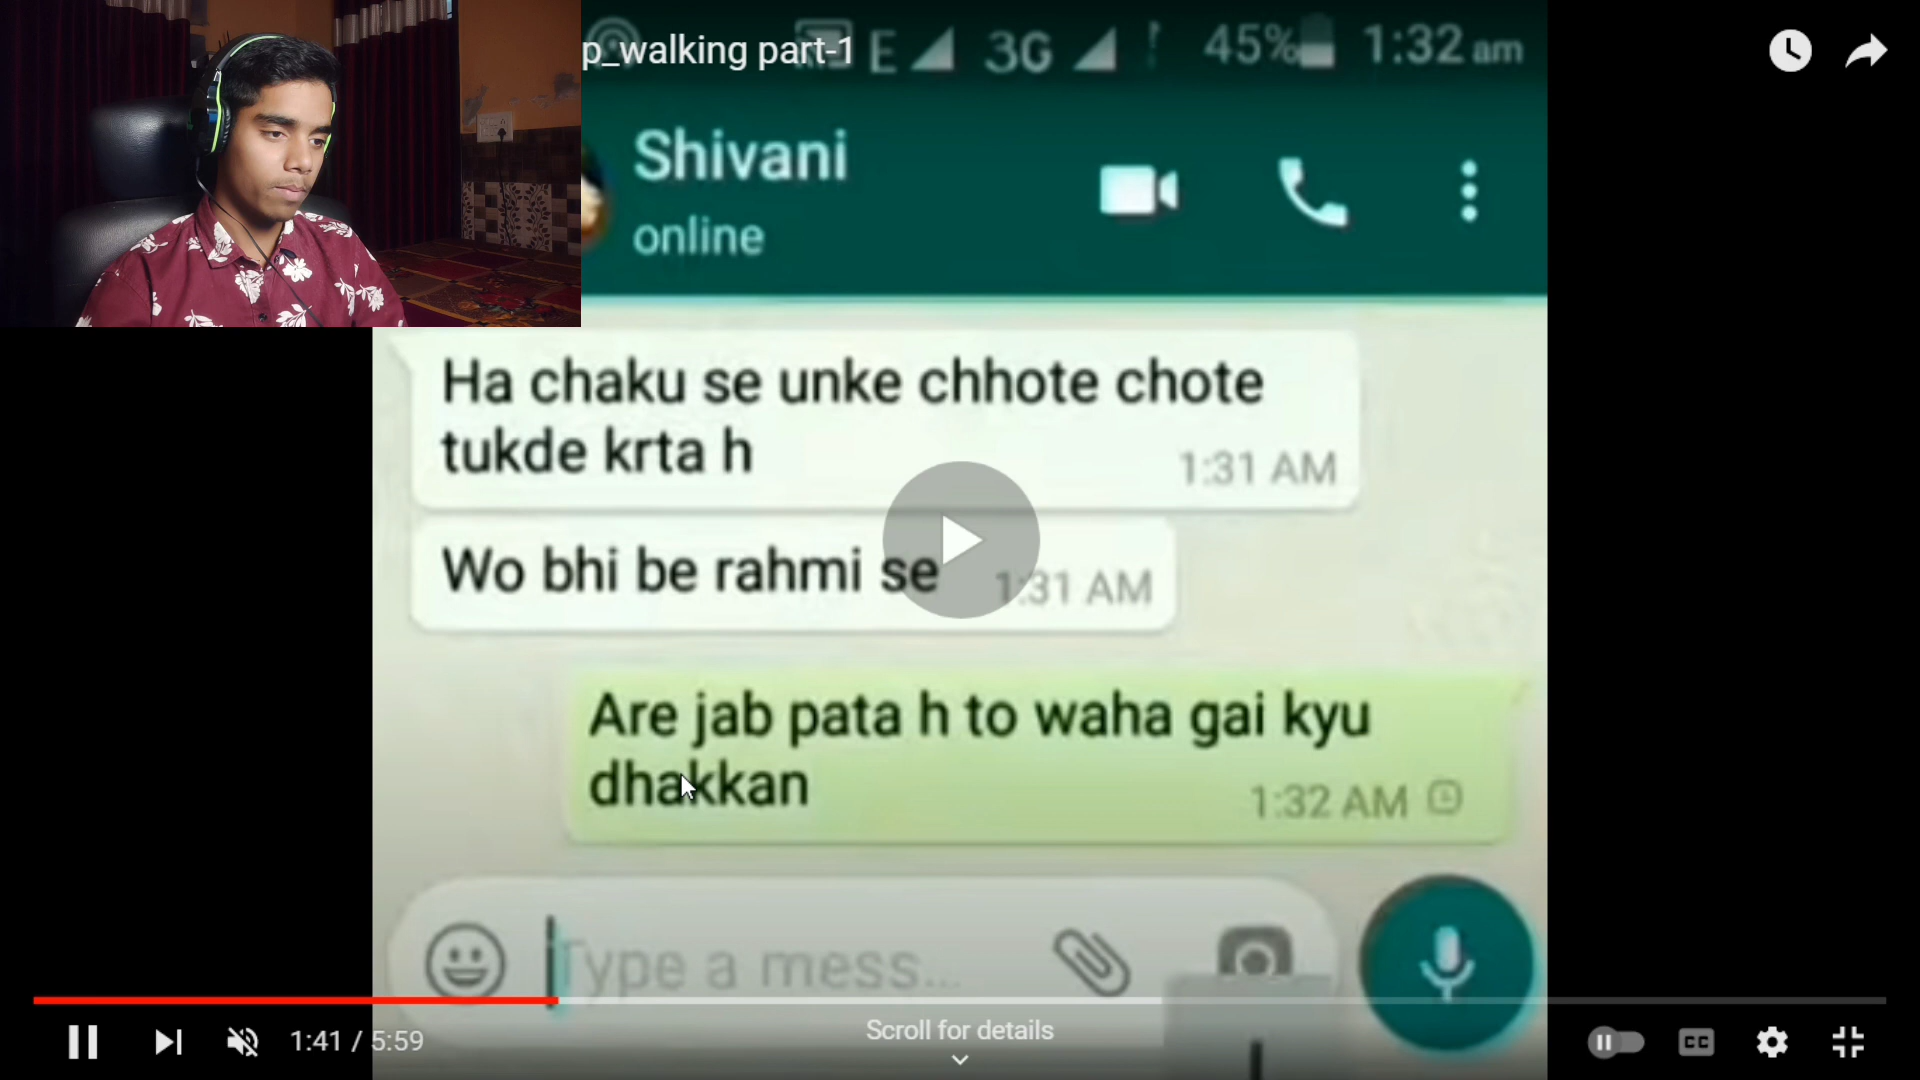 p_walking part-1
E 3G 45% 1:32 am
Shivani
online
Ha chaku se unke chhote chote
tukde krta h
1:31 AM
Wo bhi be rahmi se
1:31 AM
Are jab pata h to waha gai kyu
dhakkan
1:32 AM
Type a mess...
Scroll for details
1:41 / 5:59
CC